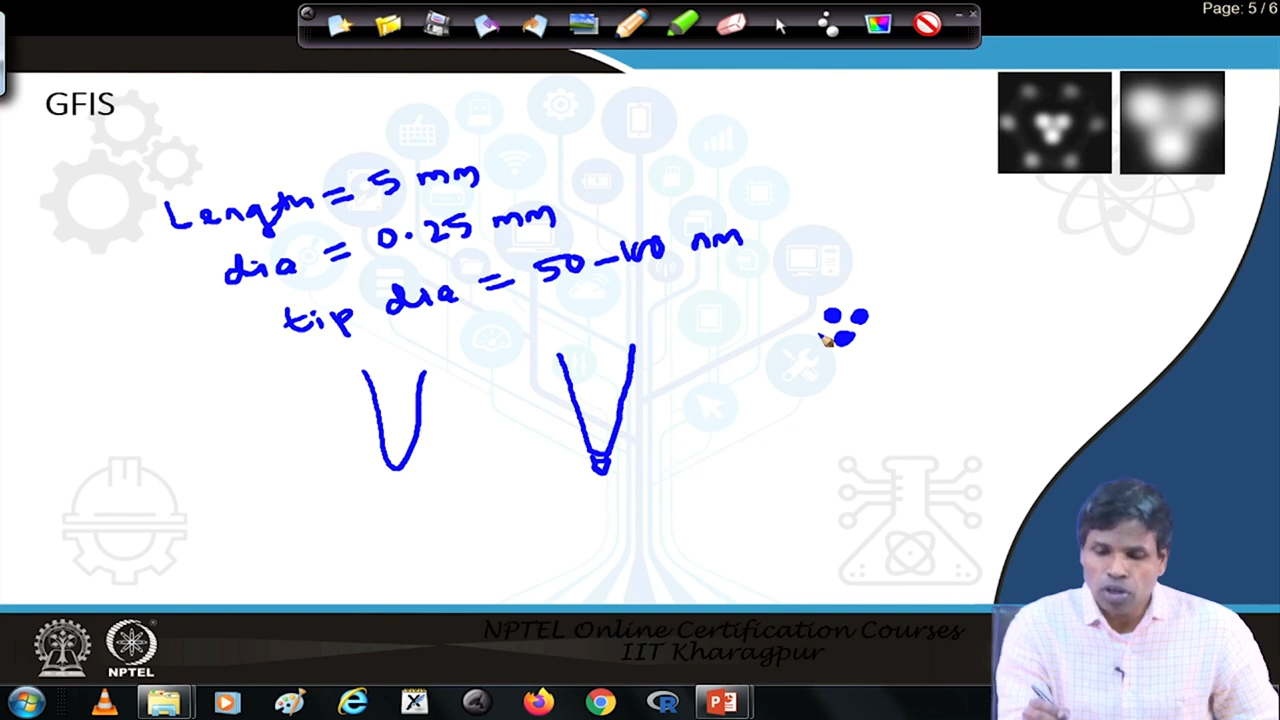 Page: 5 / 6
GFIS
Length = 5 mm
dia = 0.25 mm
tip dia = 50-100 nm
NPTEL Online Certification Courses
IIT Kharagpur
NPTEL